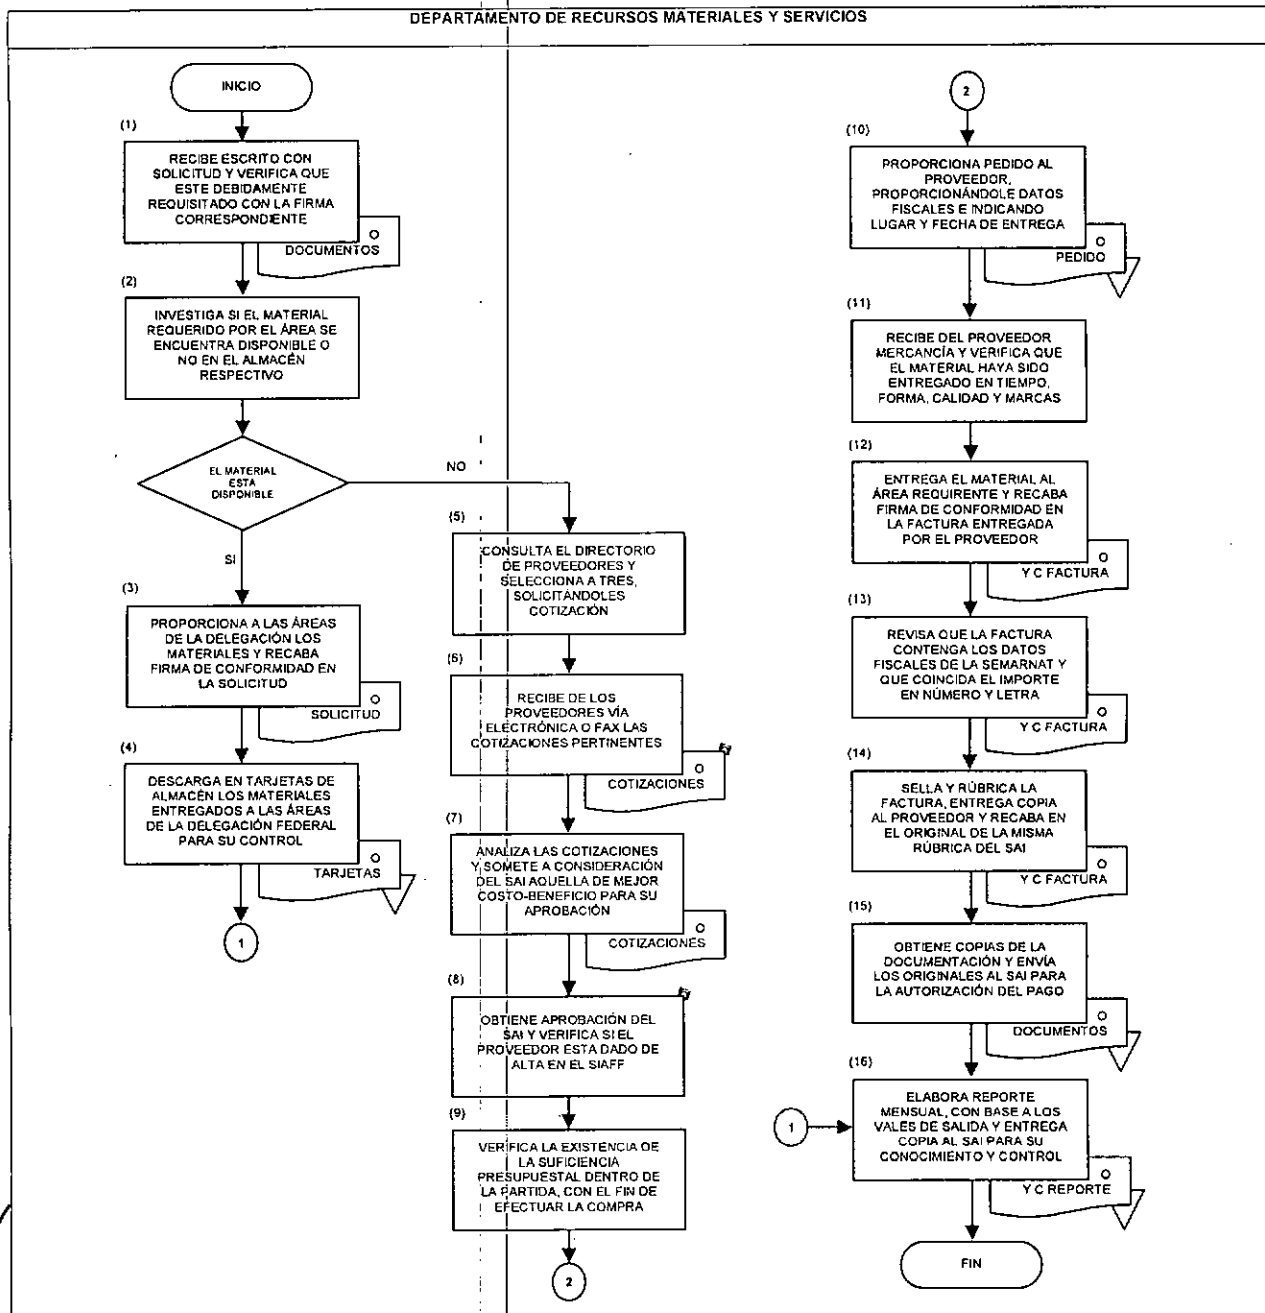 DEPARTAMENTO DE RECURSOS MATERIALES Y SERVICIOS
INICIO
(1)
RECIBE ESCRITO CON
SOLICITUD Y VERIFICA QUE
ESTE DEBIDAMENTE
REQUISITADO CON LA FIRMA
CORRESPONDIENTE
O
DOCUMENTOS
(2)
INVESTIGA SI EL MATERIAL
REQUERIDO POR EL ÁREA SE
ENCUENTRA DISPONIBLE O
NO EN EL ALMACÉN
RESPECTIVO
EL MATERIAL
ESTA
DISPONIBLE
NO
SI
(3)
PROPORCIONA A LAS ÁREAS
DE LA DELEGACIÓN LOS
MATERIALES Y RECABA
FIRMA DE CONFORMIDAD EN
LA SOLICITUD
O
SOLICITUD
(4)
DESCARGA EN TARJETAS DE
ALMACÉN LOS MATERIALES
ENTREGADOS A LAS ÁREAS
DE LA DELEGACIÓN FEDERAL
PARA SU CONTROL
O
TARJETAS
1
(5)
CONSULTA EL DIRECTORIO
DE PROVEEDORES Y
SELECCIONA A TRES,
SOLICITÁNDOLES
COTIZACIÓN
(6)
RECIBE DE LOS
PROVEEDORES VÍA
ELECTRÓNICA O FAX LAS
COTIZACIONES PERTINENTES
O
COTIZACIONES
(7)
ANALIZA LAS COTIZACIONES
Y SOMETE A CONSIDERACIÓN
DEL SAI AQUELLA DE MEJOR
COSTO-BENEFICIO PARA SU
APROBACIÓN
O
COTIZACIONES
(8)
OBTIENE APROBACIÓN DEL
SAI Y VERIFICA SI EL
PROVEEDOR ESTA DADO DE
ALTA EN EL SIAFF
(9)
VERIFICA LA EXISTENCIA DE
LA SUFICIENCIA
PRESUPUESTAL DENTRO DE
LA PARTIDA, CON EL FIN DE
EFECTUAR LA COMPRA
2
2
(10)
PROPORCIONA PEDIDO AL
PROVEEDOR,
PROPORCIONÁNDOLE DATOS
FISCALES E INDICANDO
LUGAR Y FECHA DE ENTREGA
O
PEDIDO
(11)
RECIBE DEL PROVEEDOR
MERCANCÍA Y VERIFICA QUE
EL MATERIAL HAYA SIDO
ENTREGADO EN TIEMPO,
FORMA, CALIDAD Y MARCAS
(12)
ENTREGA EL MATERIAL AL
ÁREA REQUIRENTE Y RECABA
FIRMA DE CONFORMIDAD EN
LA FACTURA ENTREGADA
POR EL PROVEEDOR
O
Y C FACTURA
(13)
REVISA QUE LA FACTURA
CONTENGA LOS DATOS
FISCALES DE LA SEMARNAT Y
QUE COINCIDA EL IMPORTE
EN NÚMERO Y LETRA
O
Y C FACTURA
(14)
SELLA Y RÚBRICA LA
FACTURA, ENTREGA COPIA
AL PROVEEDOR Y RECABA EN
EL ORIGINAL DE LA MISMA
RÚBRICA DEL SAI
O
Y C FACTURA
(15)
OBTIENE COPIAS DE LA
DOCUMENTACIÓN Y ENVÍA
LOS ORIGINALES AL SAI PARA
LA AUTORIZACIÓN DEL PAGO
O
DOCUMENTOS
(16)
1
ELABORA REPORTE
MENSUAL, CON BASE A LOS
VALES DE SALIDA Y ENTREGA
COPIA AL SAI PARA SU
CONOCIMIENTO Y CONTROL
O
Y C REPORTE
FIN